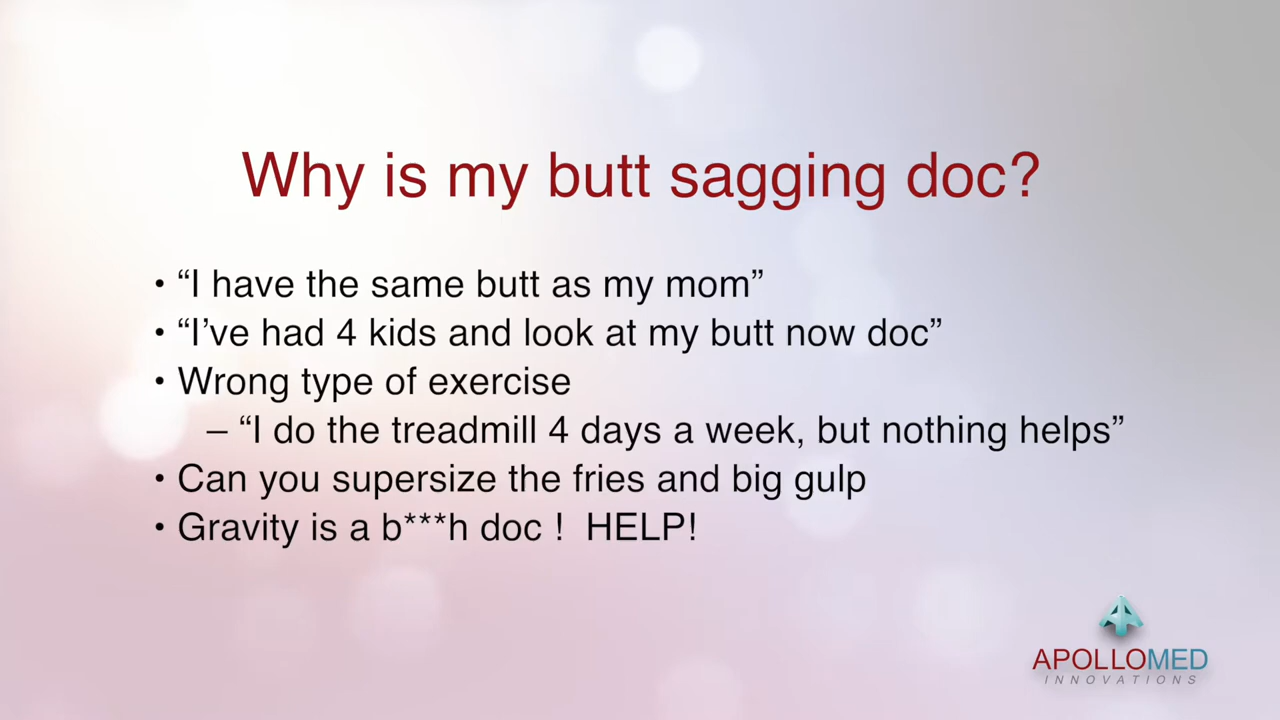 Why is my butt sagging doc?
• “I have the same butt as my mom”
• “I’ve had 4 kids and look at my butt now doc”
• Wrong type of exercise
– “I do the treadmill 4 days a week, but nothing helps”
• Can you supersize the fries and big gulp
• Gravity is a b***h doc ! HELP!
APOLLOMED
INNOVATIONS